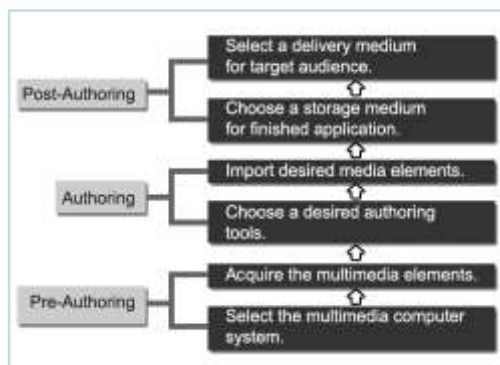 Post-Authoring
Select a delivery medium
for target audience.
Choose a storage medium
for finished application.
Authoring
Import desired media elements.
Choose a desired authoring
tools.
Pre-Authoring
Acquire the multimedia elements.
Select the multimedia computer
system.